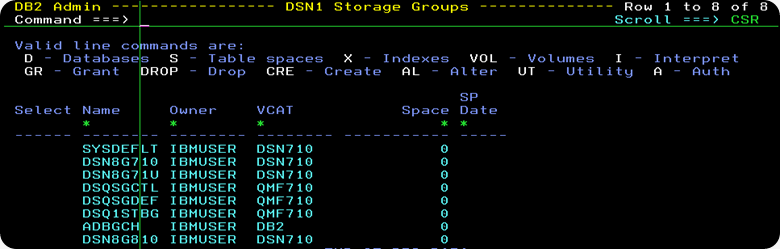 DB2 Admin --------------- DSN1 Storage Groups --------------- Row 1 to 8 of 8
Command ===> _ Scroll ===> CSR
Valid line commands are:
D - Databases S - Table spaces X - Indexes VOL - Volumes I - Interpret
GR - Grant DROP - Drop CRE - Create AL - Alter UT - Utility A - Auth
SP
Select Name Owner VCAT Space Date
* * * * *
------ -------- -------- -------- ------------ -----
SYSDEFLT IBMUSER DSN710 0
DSN8G710 IBMUSER DSN710 0
DSN8G71U IBMUSER DSN710 0
DSQSGCTL IBMUSER QMF710 0
DSQSGDEF IBMUSER QMF710 0
DSQ1STBG IBMUSER QMF710 0
ADBGCH IBMUSER DB2 0
DSN8G810 IBMUSER DSN710 0